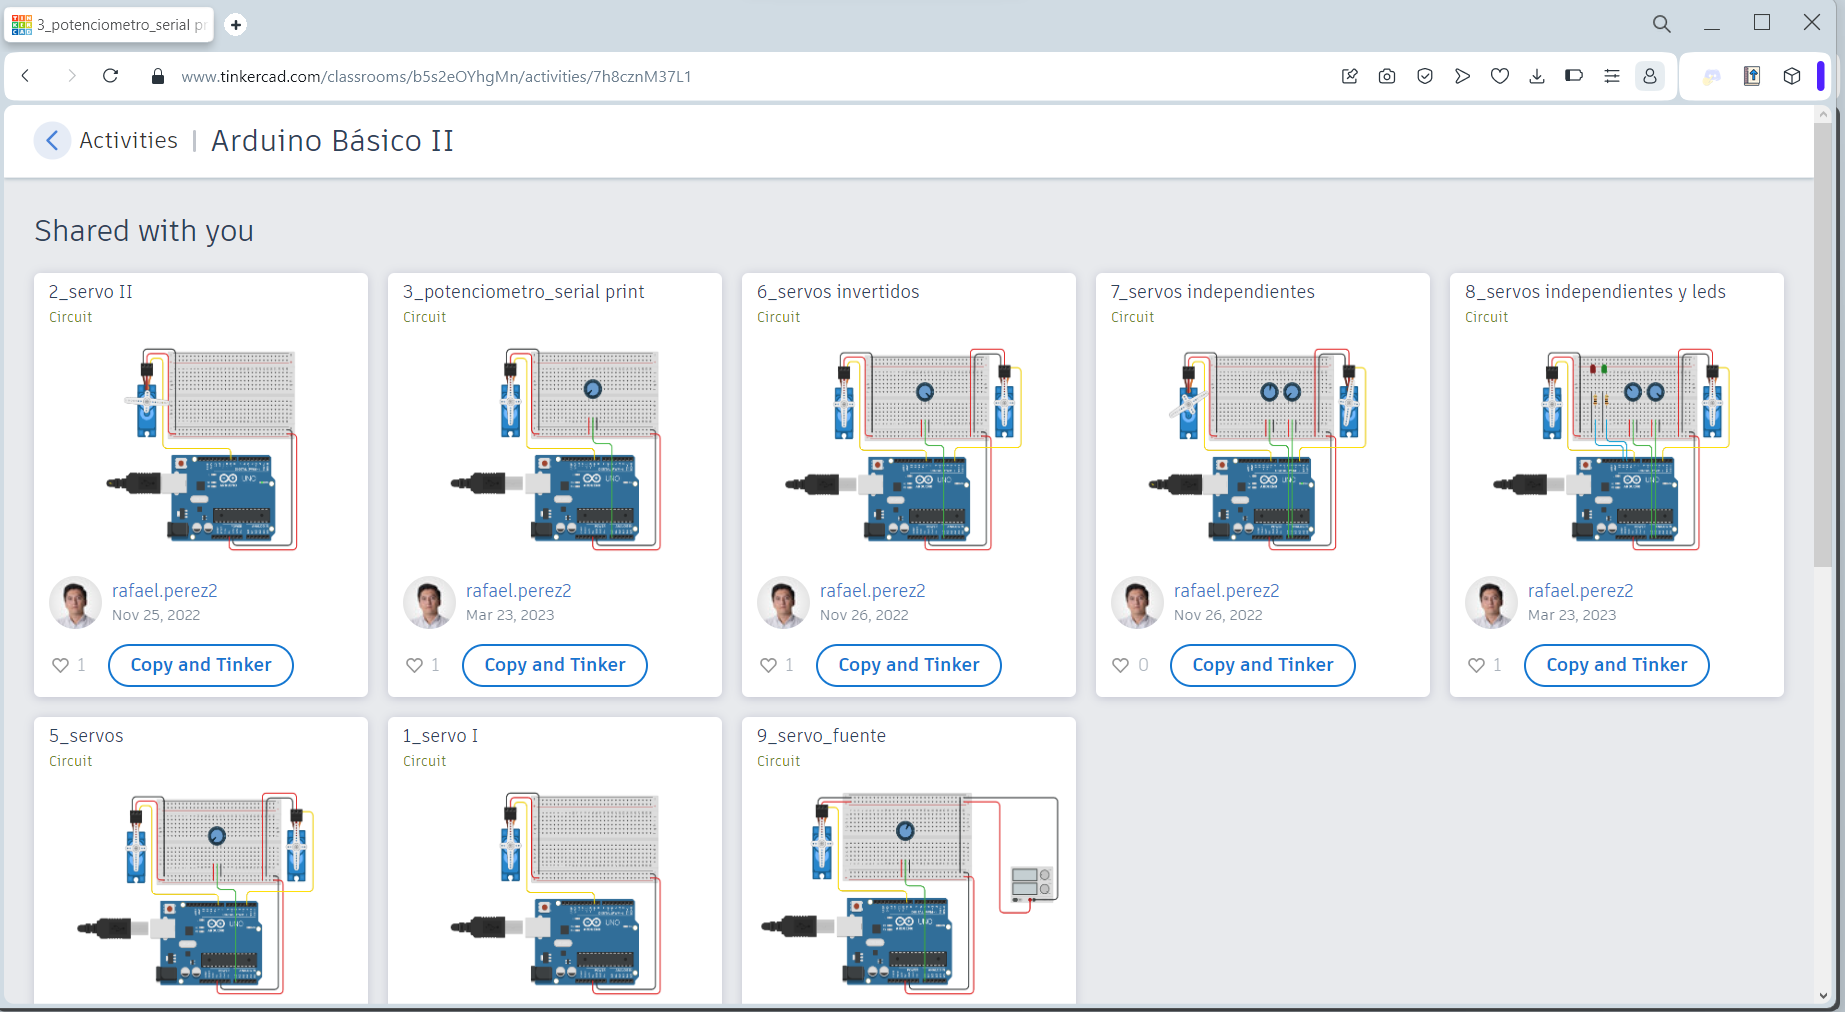 3_potenciometro_serial pr
www.tinkercad.com/classrooms/b5s2eOYhgMn/activities/7h8cznM37L1
Activities | Arduino Básico II
Shared with you
2_servo II
Circuit
rafael.perez2
Nov 25, 2022
1
Copy and Tinker
3_potenciometro_serial print
Circuit
rafael.perez2
Mar 23, 2023
1
Copy and Tinker
6_servos invertidos
Circuit
rafael.perez2
Nov 26, 2022
1
Copy and Tinker
7_servos independientes
Circuit
rafael.perez2
Nov 26, 2022
0
Copy and Tinker
8_servos independientes y leds
Circuit
rafael.perez2
Mar 23, 2023
1
Copy and Tinker
5_servos
Circuit
1_servo I
Circuit
9_servo_fuente
Circuit